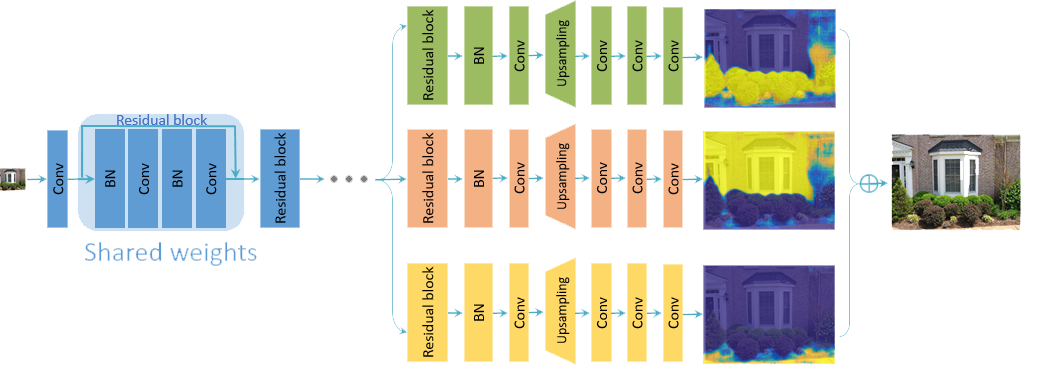 Residual block
BN
Conv
Upsampling
Conv
Conv
Conv
Residual block
Conv
BN
Conv
BN
Conv
Residual block
Shared weights
Residual block
BN
Conv
Upsampling
Conv
Conv
Conv
Residual block
BN
Conv
Upsampling
Conv
Conv
Conv